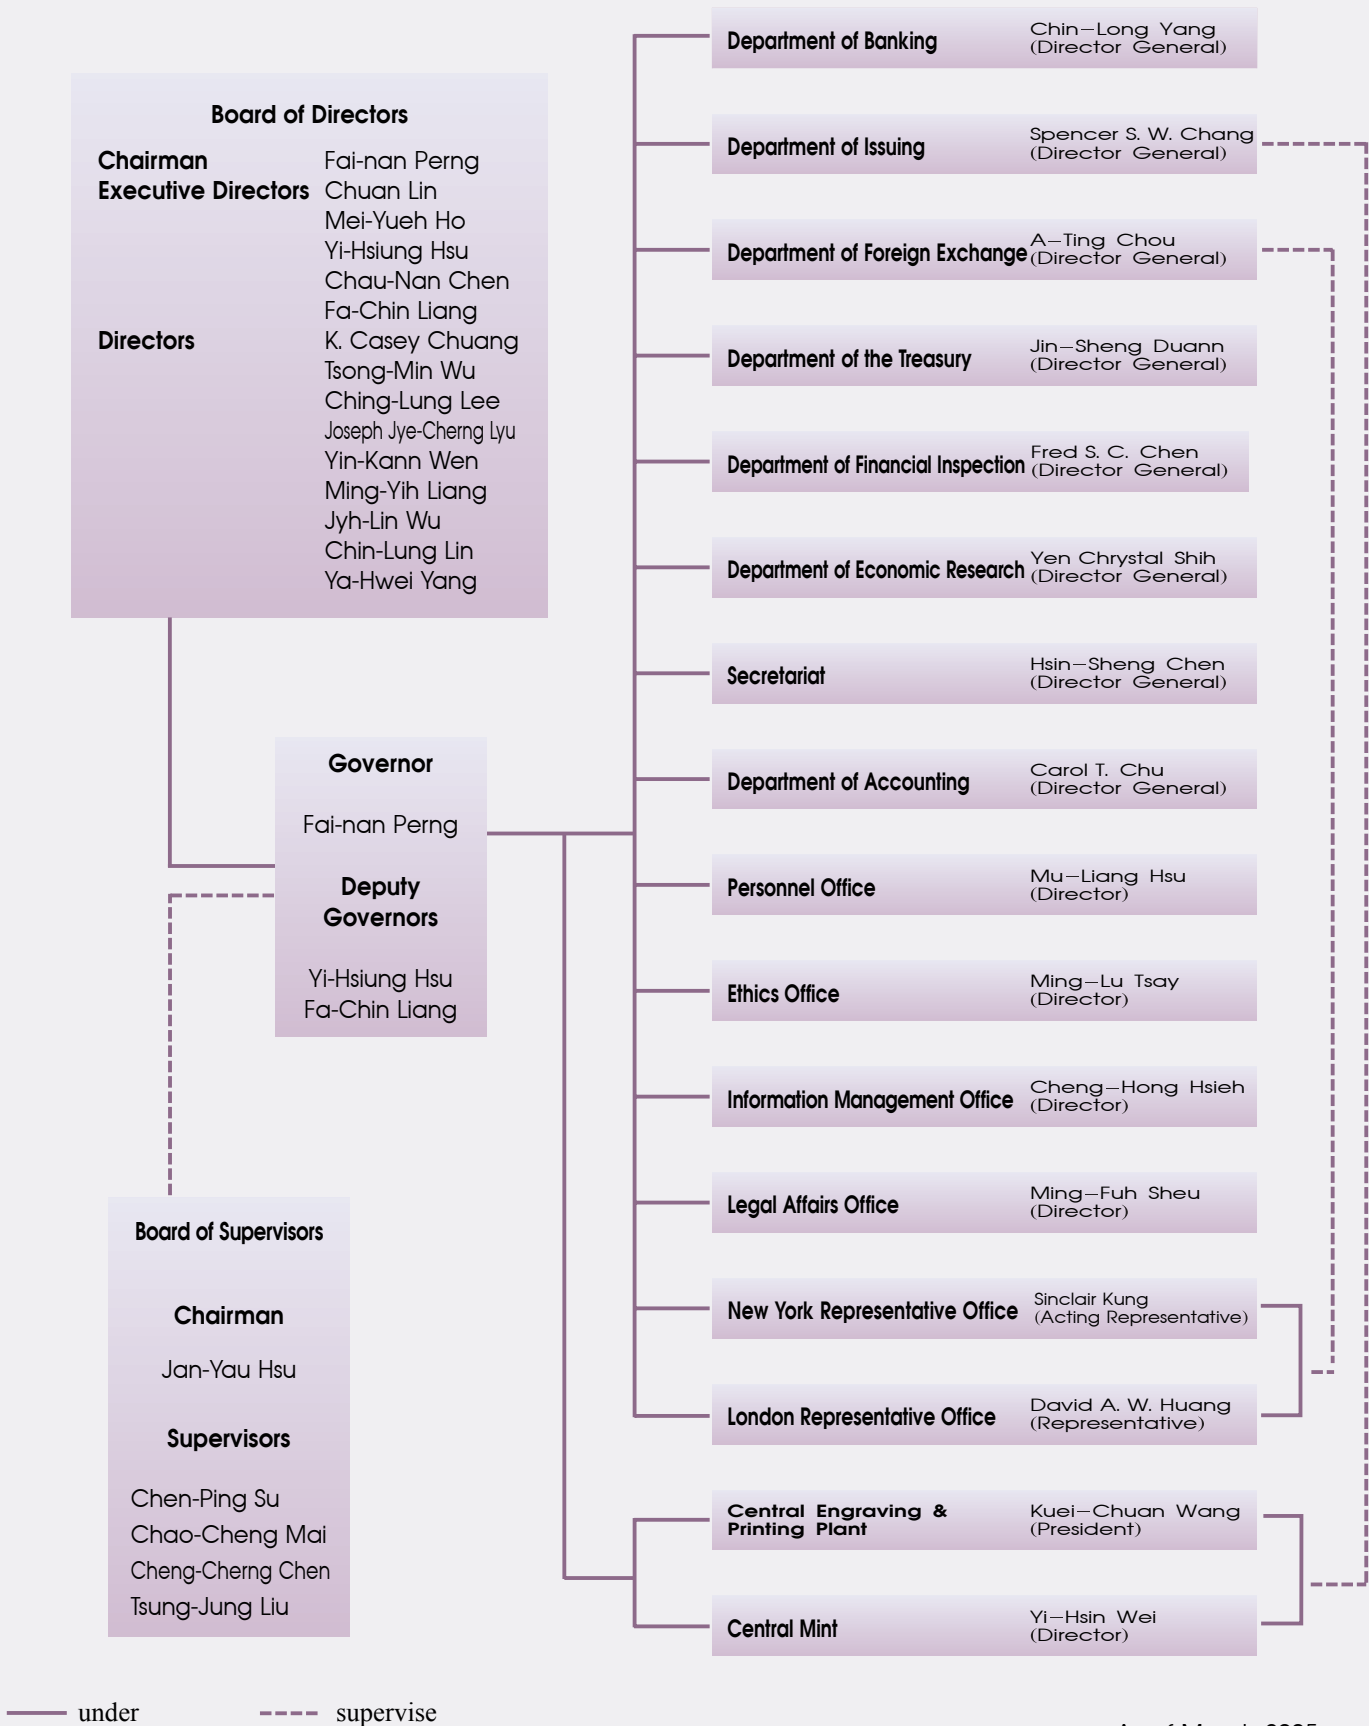 Board of Directors
Chairman Fai-nan Perng
Executive Directors Chuan Lin
Mei-Yueh Ho
Yi-Hsiung Hsu
Chau-Nan Chen
Fa-Chin Liang
Directors K. Casey Chuang
Tsong-Min Wu
Ching-Lung Lee
Joseph Jye-Cherng Lyu
Yin-Kann Wen
Ming-Yih Liang
Jyh-Lin Wu
Chin-Lung Lin
Ya-Hwei Yang
Governor
Fai-nan Perng
Deputy
Governors
Yi-Hsiung Hsu
Fa-Chin Liang
Board of Supervisors
Chairman
Jan-Yau Hsu
Supervisors
Chen-Ping Su
Chao-Cheng Mai
Cheng-Cherng Chen
Tsung-Jung Liu
Department of Banking
Chin-Long Yang
(Director General)
Department of Issuing
Spencer S. W. Chang
(Director General)
Department of Foreign Exchange
A-Ting Chou
(Director General)
Department of the Treasury
Jin-Sheng Duann
(Director General)
Department of Financial Inspection
Fred S. C. Chen
(Director General)
Department of Economic Research
Yen Chrystal Shih
(Director General)
Secretariat
Hsin-Sheng Chen
(Director General)
Department of Accounting
Carol T. Chu
(Director General)
Personnel Office
Mu-Liang Hsu
(Director)
Ethics Office
Ming-Lu Tsay
(Director)
Information Management Office
Cheng-Hong Hsieh
(Director)
Legal Affairs Office
Ming-Fuh Sheu
(Director)
New York Representative Office
Sinclair Kung
(Acting Representative)
London Representative Office
David A. W. Huang
(Representative)
Central Engraving &
Printing Plant
Kuei-Chuan Wang
(President)
Central Mint
Yi-Hsin Wei
(Director)
under supervise